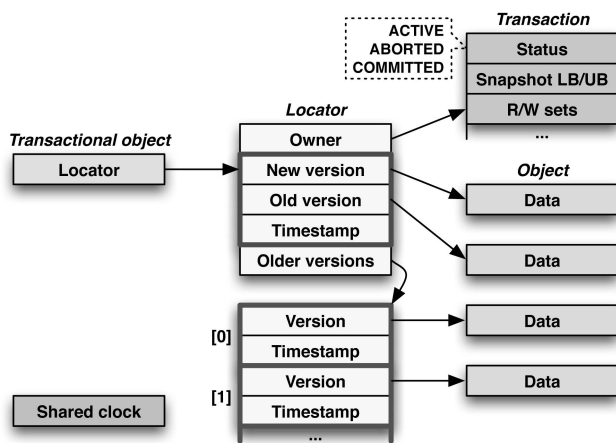 Transaction
ACTIVE
ABORTED
COMMITTED
Status
Snapshot LB/UB
R/W sets
...
Transactional object
Locator
Locator
Owner
New version
Old version
Timestamp
Older versions
Object
Data
Data
[0]
Version
Timestamp
Data
[1]
Version
Timestamp
Data
...
Shared clock